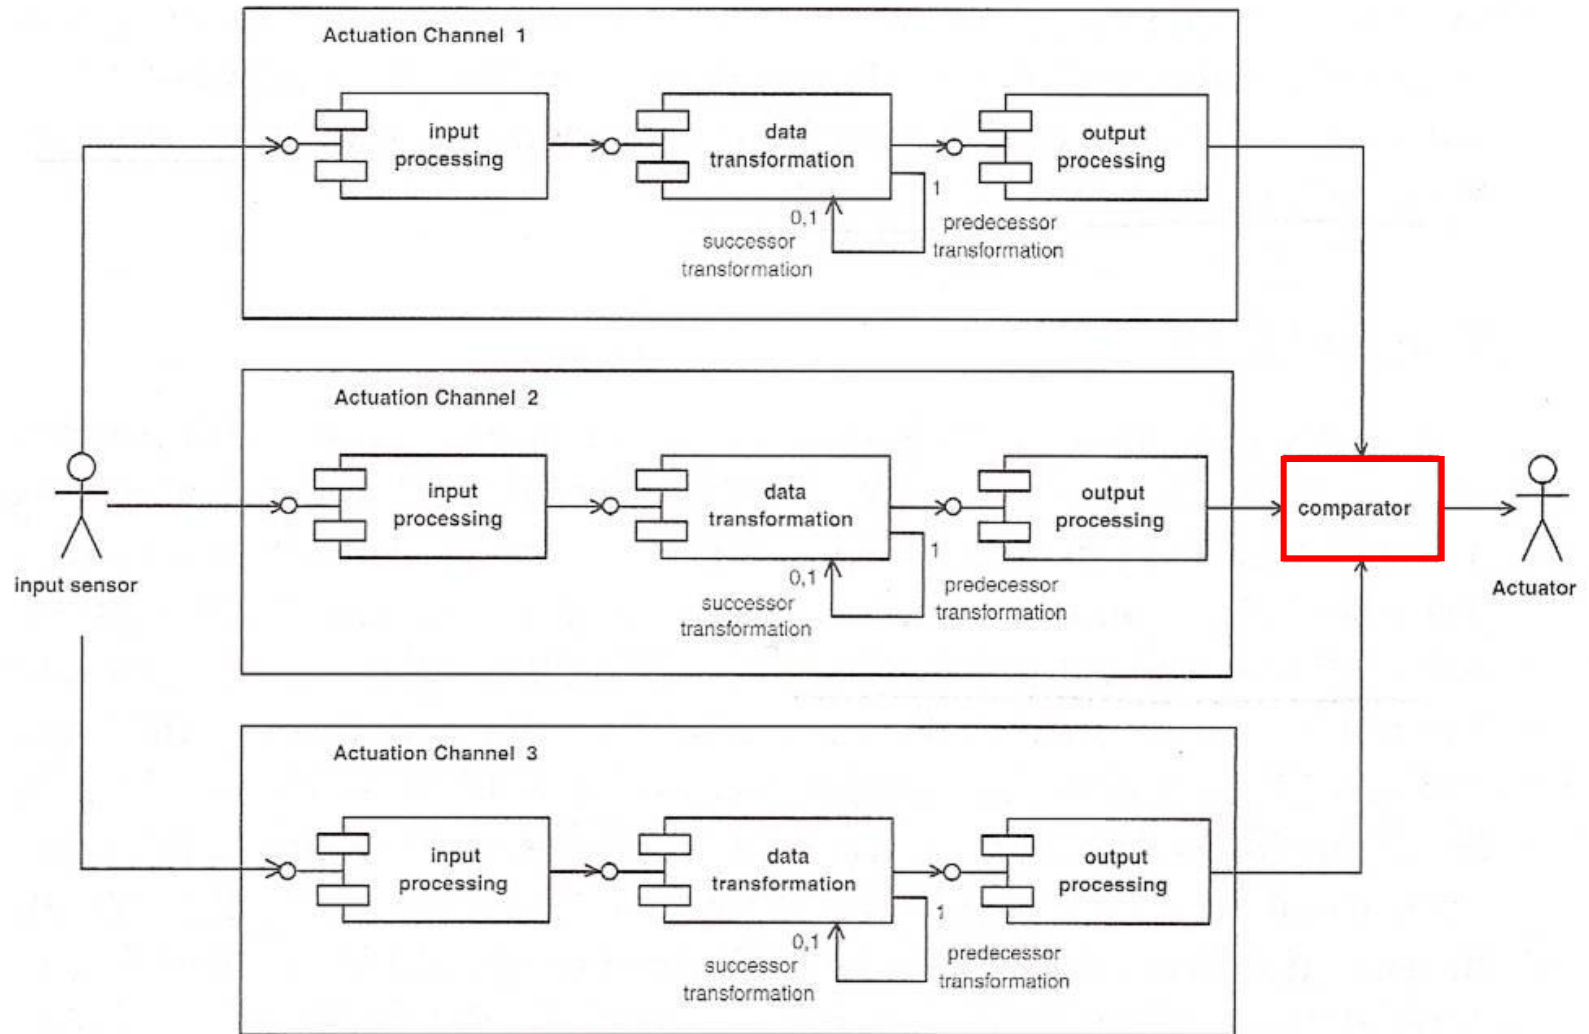 Actuation Channel 1
input
processing
data
transformation
output
processing
0,1
1
successor
transformation
predecessor
transformation
Actuation Channel 2
input
processing
data
transformation
output
processing
0,1
1
successor
transformation
predecessor
transformation
comparator
input sensor
Actuator
Actuation Channel 3
input
processing
data
transformation
output
processing
0,1
1
successor
transformation
predecessor
transformation